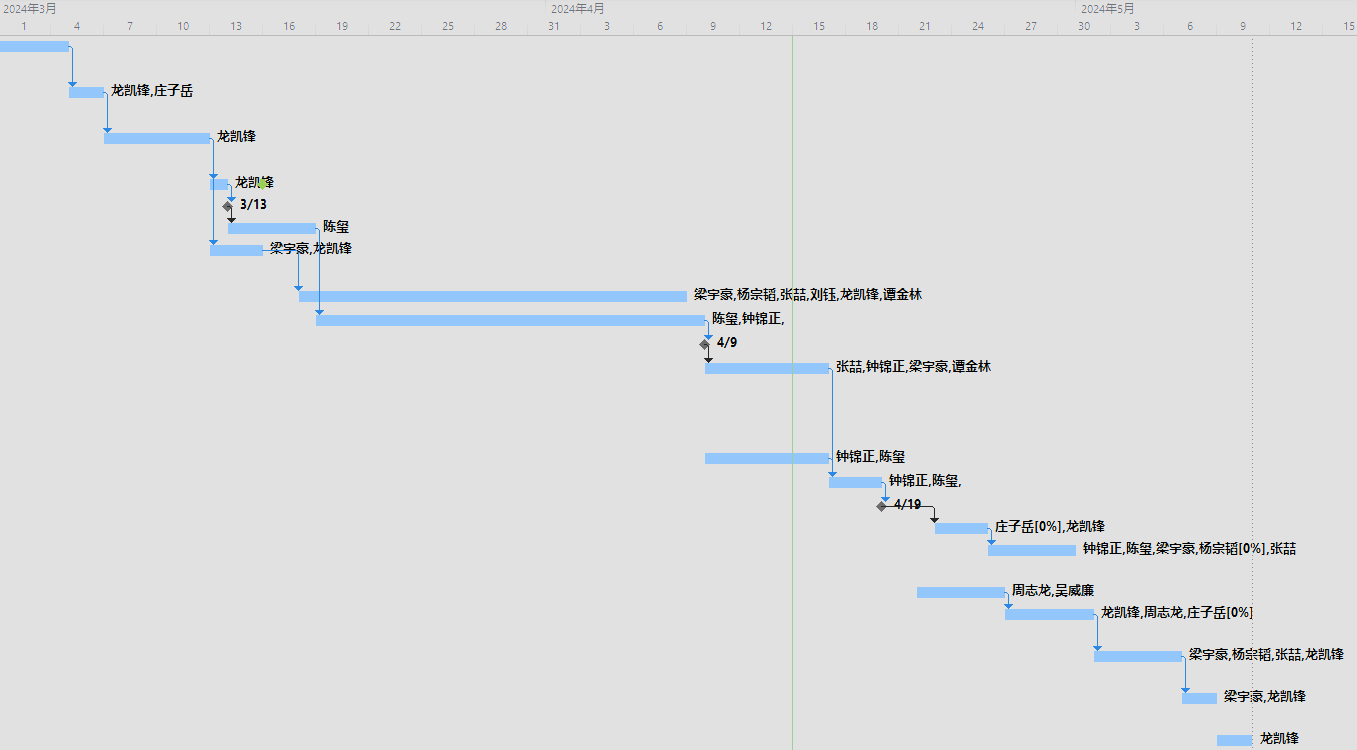 2024年3月 2024年4月 2024年5月
1 4 7 10 13 16 19 22 25 28 31 3 6 9 12 15 18 21 24 27 30 3 6 9 12 15
龙凯锋,庄子岳
龙凯锋
龙凯锋
3/13
陈玺
梁宇豪,龙凯锋
梁宇豪,杨宗韬,张喆,刘钰,龙凯锋,谭金林
陈玺,钟锦正,
4/9
张喆,钟锦正,梁宇豪,谭金林
钟锦正,陈玺
钟锦正,陈玺,
4/19
庄子岳[0%],龙凯锋
钟锦正,陈玺,梁宇豪,杨宗韬[0%],张喆
周志龙,吴威廉
龙凯锋,周志龙,庄子岳[0%]
梁宇豪,杨宗韬,张喆,龙凯锋
梁宇豪,龙凯锋
龙凯锋